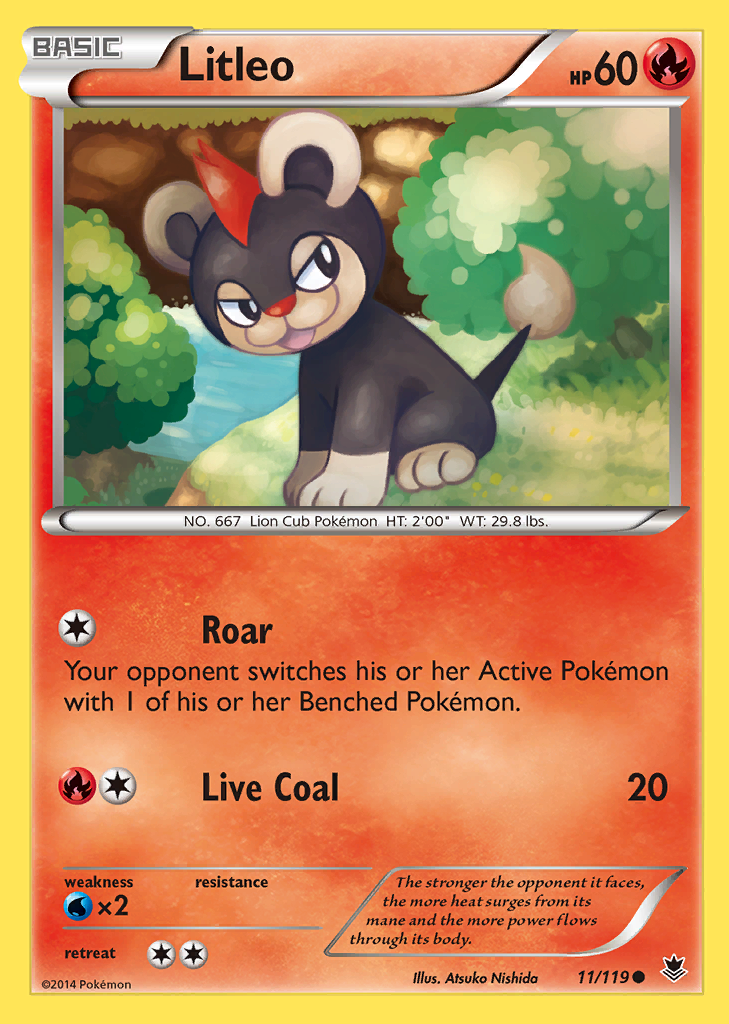 BASIC
Litleo
HP60
NO. 667 Lion Cub Pokémon HT: 2'00" WT: 29.8 lbs.
Roar
Your opponent switches his or her Active Pokémon
with 1 of his or her Benched Pokémon.
Live Coal 20
weakness resistance
×2
retreat
The stronger the opponent it faces,
the more heat surges from its
mane and the more power flows
through its body.
©2014 Pokémon
Illus. Atsuko Nishida
11/119